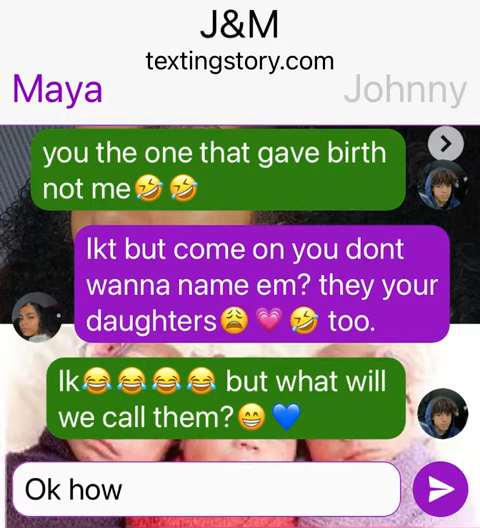 J&M
textingstory.com
Maya Johnny
you the one that gave birth
not me🤣🤣
Ikt but come on you dont
wanna name em? they your
daughters😩💗🤣 too.
Ik😂😂😂😂 but what will
we call them?😁💙
Ok how